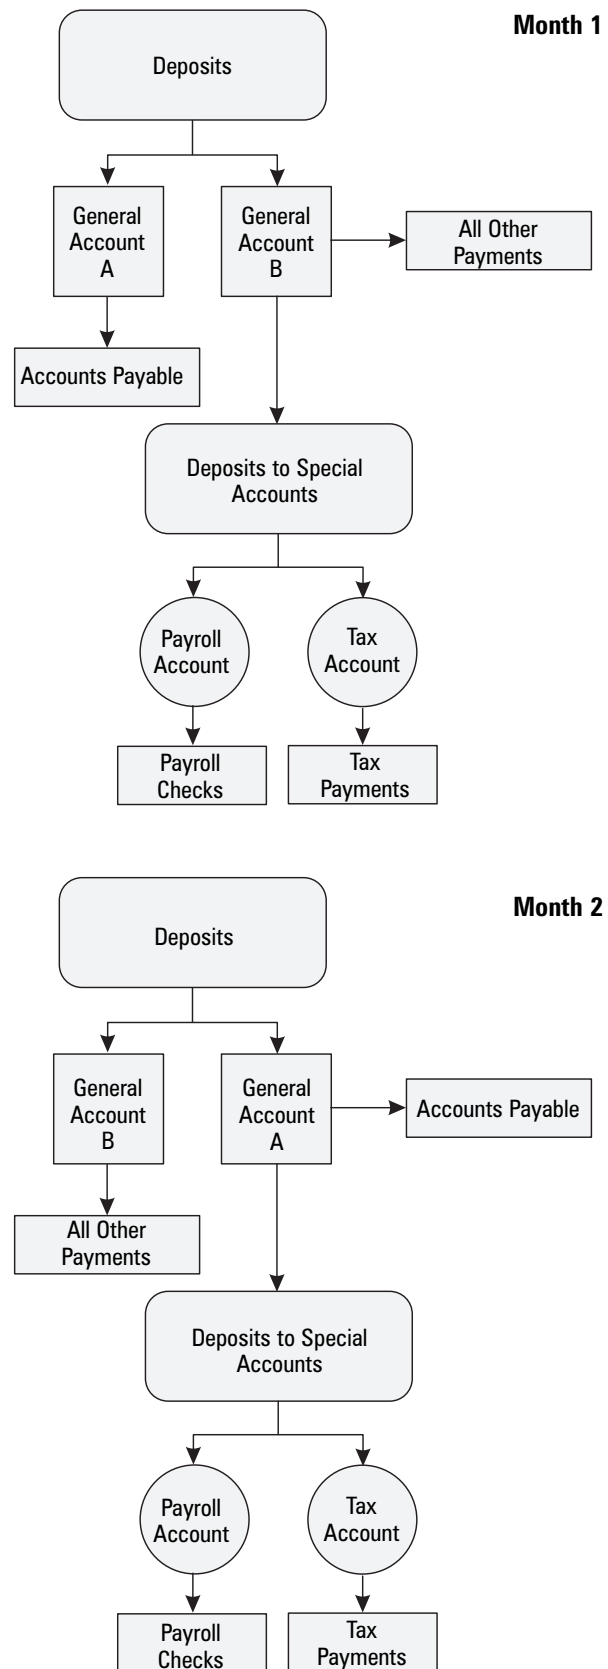 Month 1
Deposits
General
Account
A
General
Account
B
All Other
Payments
Accounts Payable
Deposits to Special
Accounts
Payroll
Account
Tax
Account
Payroll
Checks
Tax
Payments
Month 2
Deposits
General
Account
B
General
Account
A
Accounts Payable
All Other
Payments
Deposits to Special
Accounts
Payroll
Account
Tax
Account
Payroll
Checks
Tax
Payments